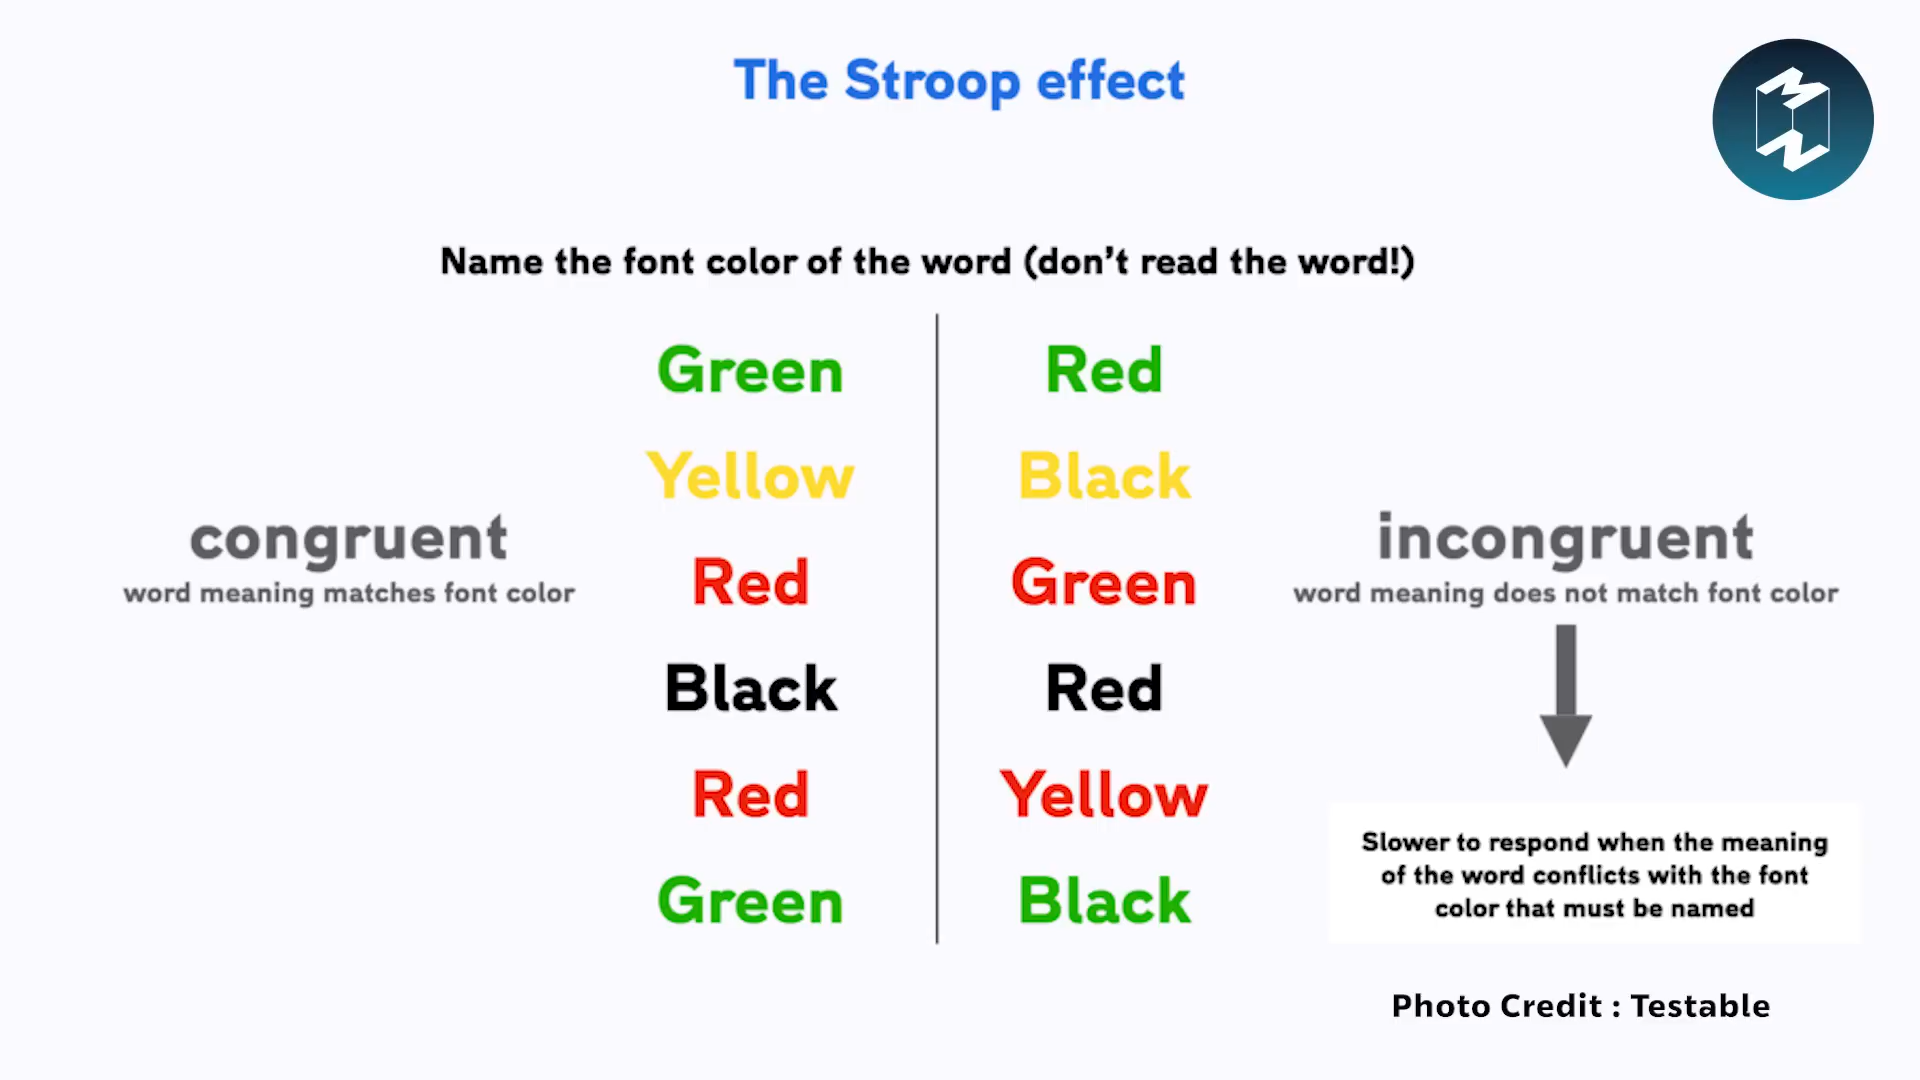 The Stroop effect
Name the font color of the word (don’t read the word!)
congruent
word meaning matches font color
Green
Yellow
Red
Black
Red
Green
Red
Black
Green
Red
Yellow
Black
incongruent
word meaning does not match font color
Slower to respond when the meaning
of the word conflicts with the font
color that must be named
Photo Credit : Testable